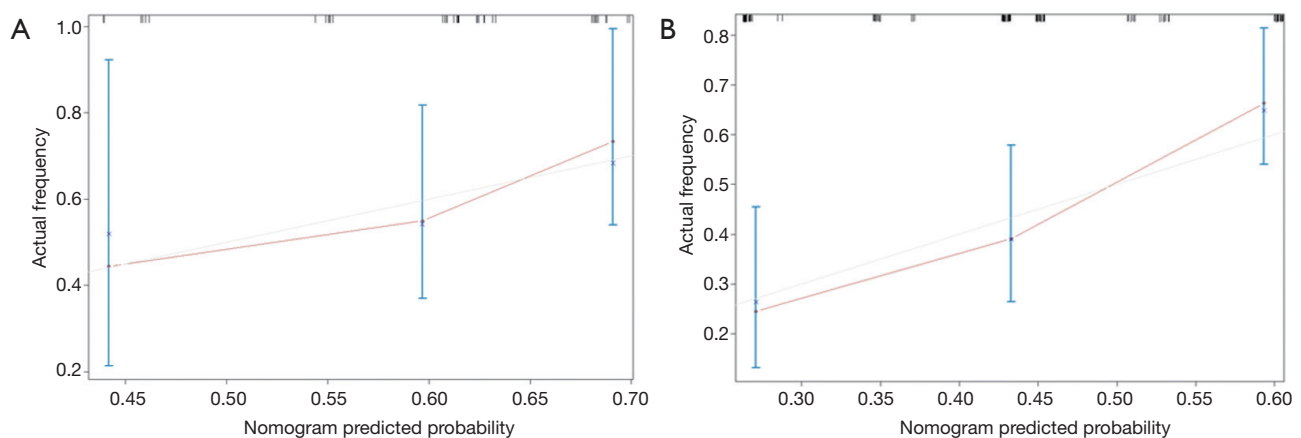 A
Actual frequency
1.0
0.8
0.6
0.4
0.2
0.45 0.50 0.55 0.60 0.65 0.70
Nomogram predicted probability
B
Actual frequency
0.8
0.7
0.6
0.5
0.4
0.3
0.2
0.30 0.35 0.40 0.45 0.50 0.55 0.60
Nomogram predicted probability